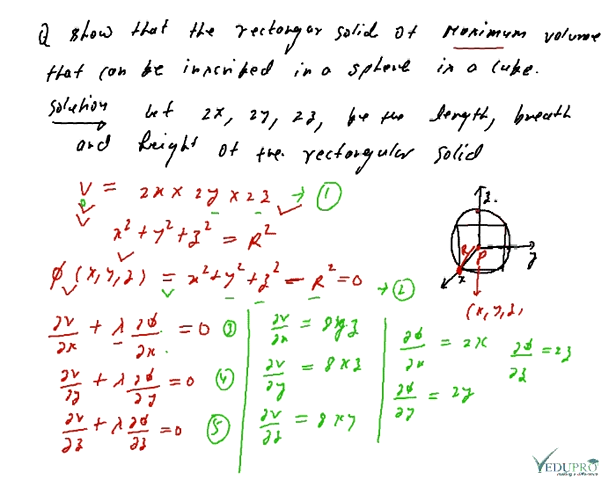 Q Show that the rectangar solid of Maximum volume
that can be inscribed in a sphere is a cube.
Solution Let 2x, 2y, 2z, be the length, breath
and height of the rectangular solid
V = 2x × 2y × 2z → ①
x² + y² + z² = R²
φ(x, y, z) = x² + y² + z² − R² = 0 → ②
∂V/∂x + λ ∂φ/∂x = 0 ③
∂V/∂y + λ ∂φ/∂y = 0 ④
∂V/∂z + λ ∂φ/∂z = 0 ⑤
∂V/∂x = 8yz
∂V/∂y = 8xz
∂V/∂z = 8xy
∂φ/∂x = 2x ∂φ/∂z = 2z
∂φ/∂y = 2y
z
R P y
x
(x, y, z)
VEDUPRO